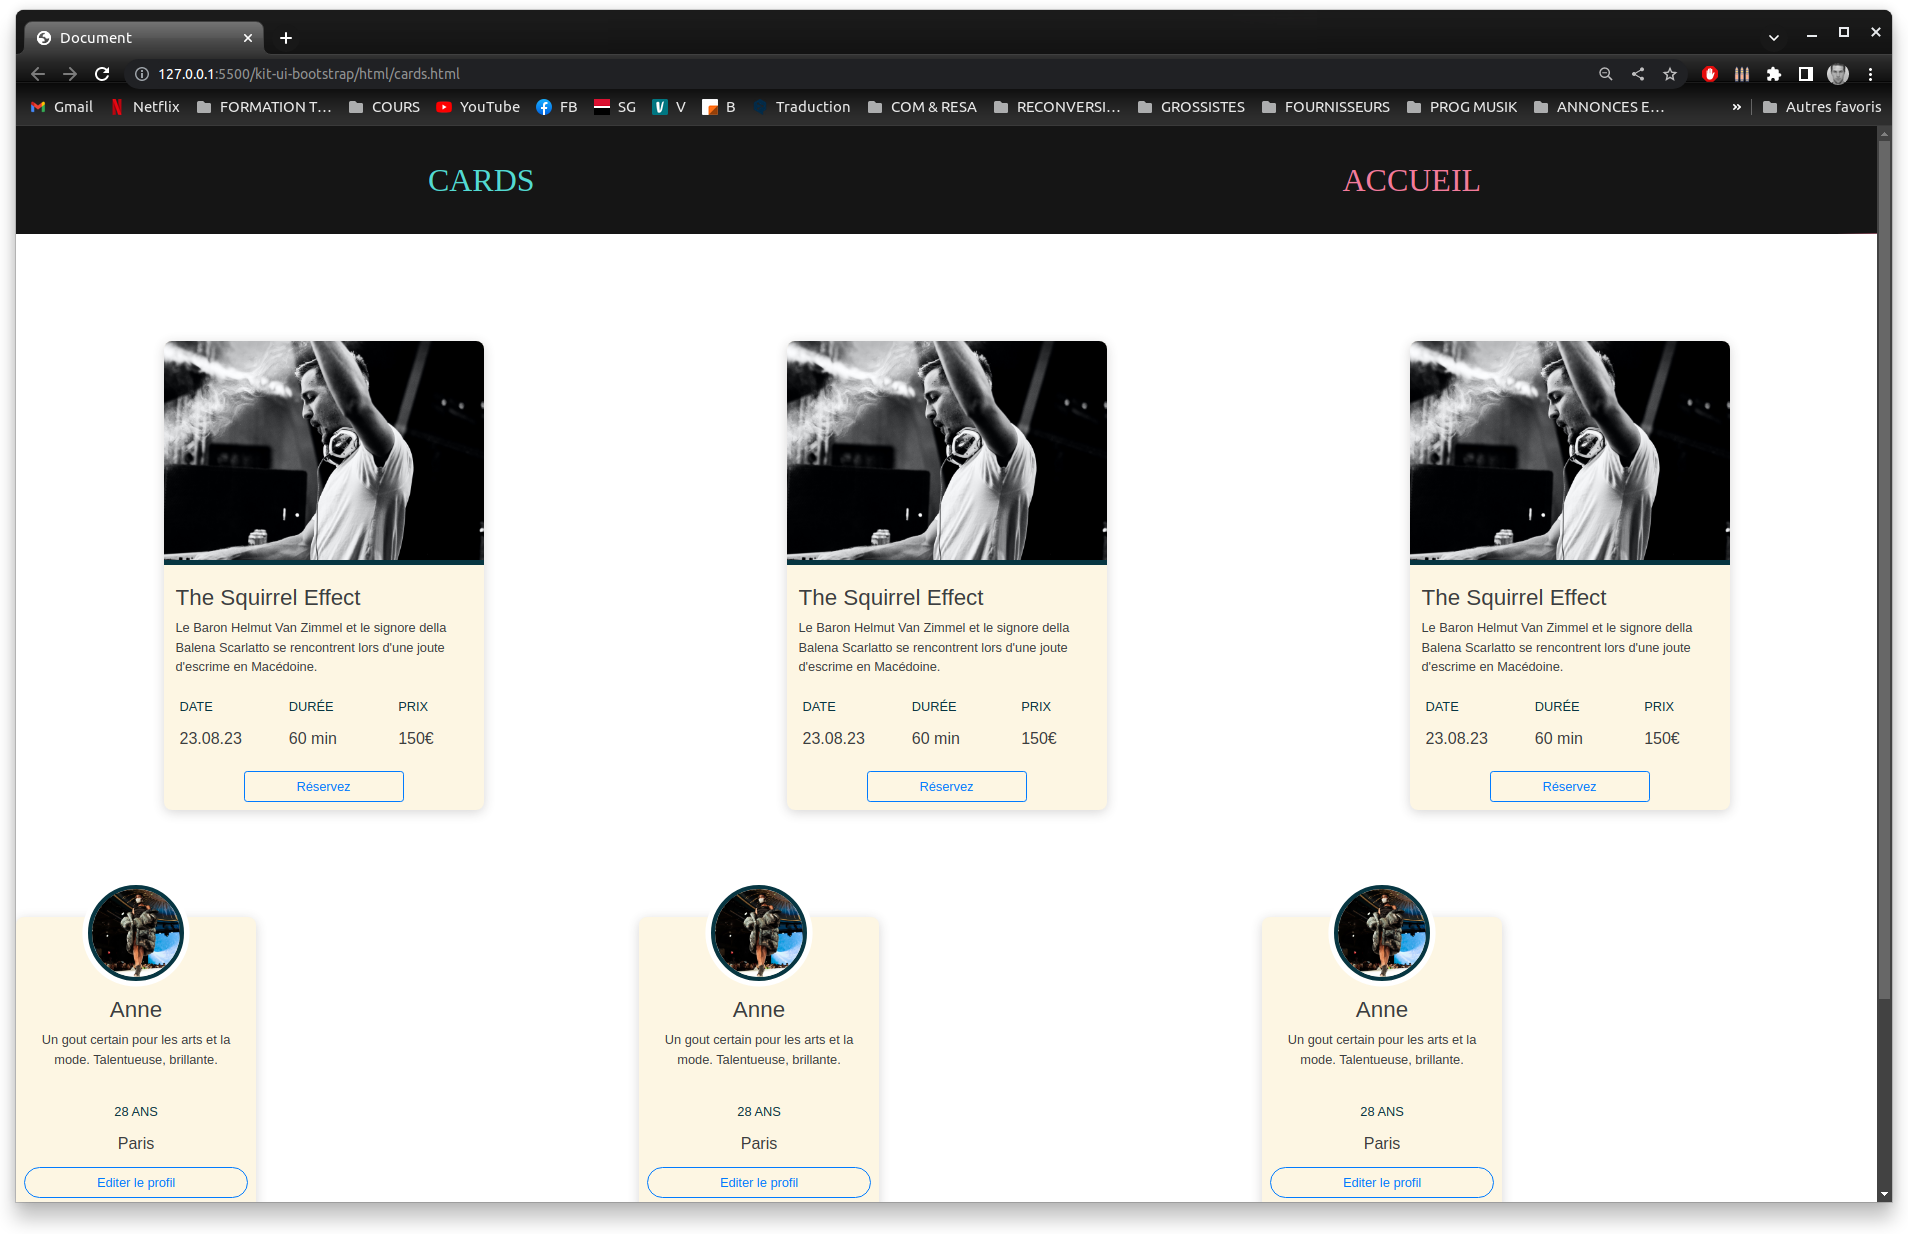 Document
127.0.0.1:5500/kit-ui-bootstrap/html/cards.html
Gmail Netflix FORMATION T... COURS YouTube FB SG V B Traduction COM & RESA RECONVERSI... GROSSISTES FOURNISSEURS PROG MUSIK ANNONCES E... » Autres favoris
CARDS ACCUEIL
The Squirrel Effect The Squirrel Effect The Squirrel Effect
Le Baron Helmut Van Zimmel et le signore della Le Baron Helmut Van Zimmel et le signore della Le Baron Helmut Van Zimmel et le signore della
Balena Scarlatto se rencontrent lors d'une joute Balena Scarlatto se rencontrent lors d'une joute Balena Scarlatto se rencontrent lors d'une joute
d'escrime en Macédoine. d'escrime en Macédoine. d'escrime en Macédoine.
DATE DURÉE PRIX DATE DURÉE PRIX DATE DURÉE PRIX
23.08.23 60 min 150€ 23.08.23 60 min 150€ 23.08.23 60 min 150€
Réservez Réservez Réservez
Anne Anne Anne
Un gout certain pour les arts et la Un gout certain pour les arts et la Un gout certain pour les arts et la
mode. Talentueuse, brillante. mode. Talentueuse, brillante. mode. Talentueuse, brillante.
28 ANS 28 ANS 28 ANS
Paris Paris Paris
Editer le profil Editer le profil Editer le profil